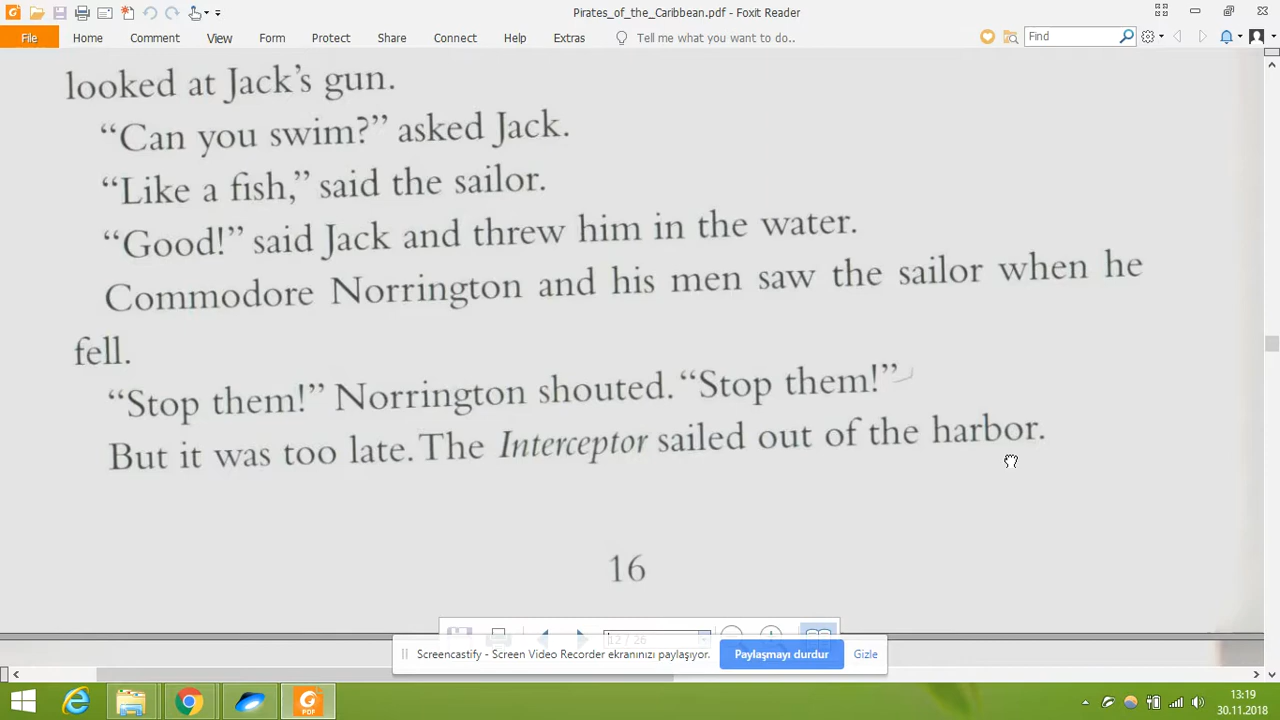 Pirates_of_the_Caribbean.pdf - Foxit Reader
File Home Comment View Form Protect Share Connect Help Extras Tell me what you want to do.. Find
looked at Jack's gun.
“Can you swim?” asked Jack.
“Like a fish,” said the sailor.
“Good!” said Jack and threw him in the water.
Commodore Norrington and his men saw the sailor when he
fell.
“Stop them!” Norrington shouted. “Stop them!”
But it was too late. The Interceptor sailed out of the harbor.
16
12 / 26
Screencastify - Screen Video Recorder ekranınızı paylaşıyor. Paylaşmayı durdur Gizle
PDF
13:19
30.11.2018